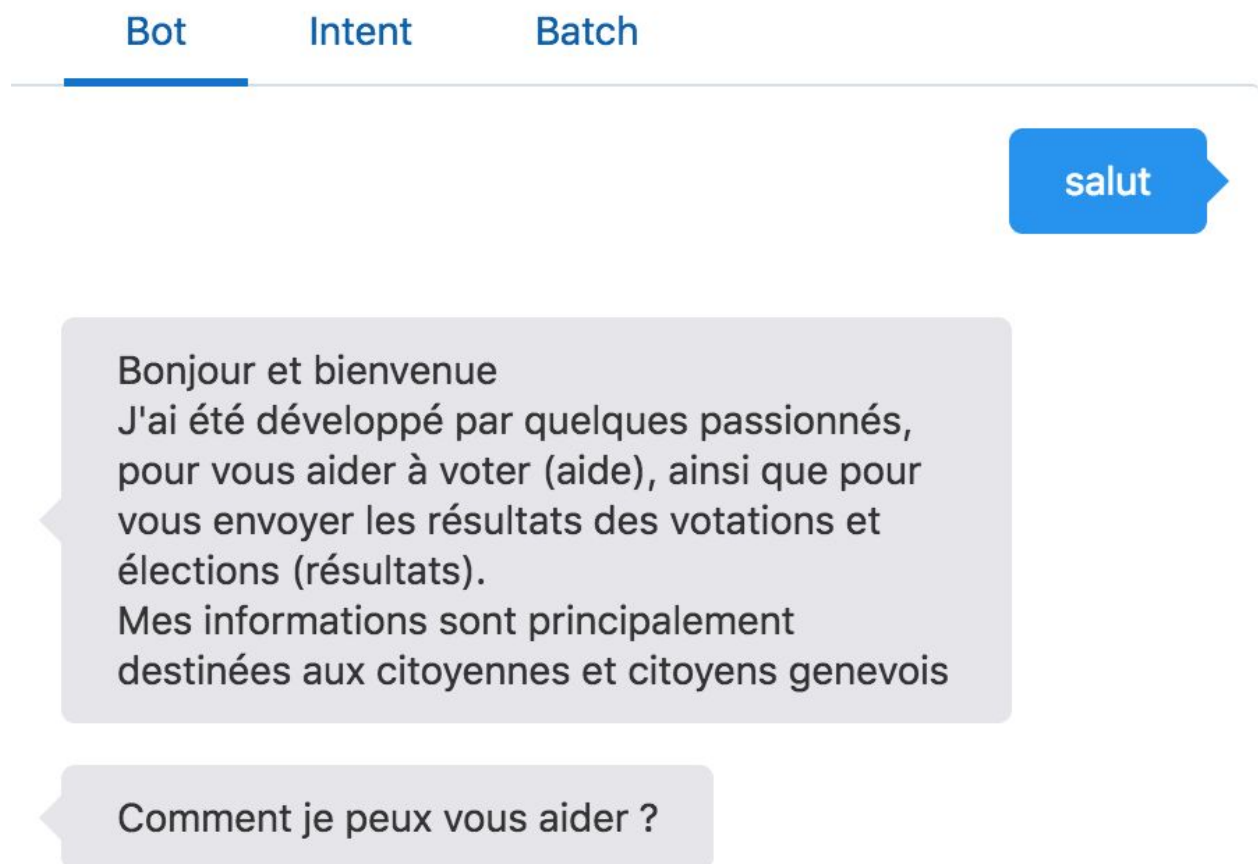 Bot Intent Batch
salut
Bonjour et bienvenue
J'ai été développé par quelques passionnés,
pour vous aider à voter (aide), ainsi que pour
vous envoyer les résultats des votations et
élections (résultats).
Mes informations sont principalement
destinées aux citoyennes et citoyens genevois
Comment je peux vous aider ?